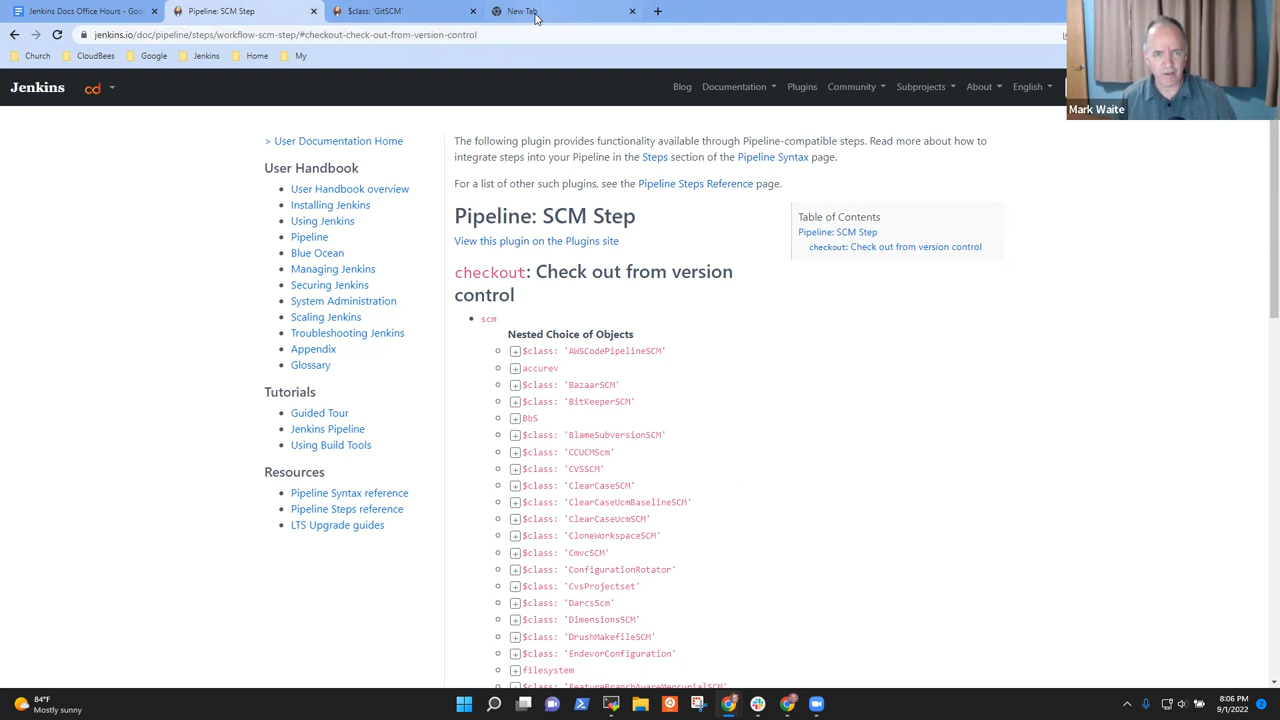 Jenkins Docs Office Hours - Goo
Pipeline: SCM Step
$class: 'GitSCM'
New Tab
jenkins.io/doc/pipeline/steps/workflow-scm-step/#checkout-check-out-from-version-control
Church
CloudBees
Google
Jenkins
Home
My
Jenkins
cd
Blog
Documentation
Plugins
Community
Subprojects
About
English
Mark Waite
> User Documentation Home
User Handbook
User Handbook overview
Installing Jenkins
Using Jenkins
Pipeline
Blue Ocean
Managing Jenkins
Securing Jenkins
System Administration
Scaling Jenkins
Troubleshooting Jenkins
Appendix
Glossary
Tutorials
Guided Tour
Jenkins Pipeline
Using Build Tools
Resources
Pipeline Syntax reference
Pipeline Steps reference
LTS Upgrade guides
The following plugin provides functionality available through Pipeline-compatible steps. Read more about how to
integrate steps into your Pipeline in the Steps section of the Pipeline Syntax page.
For a list of other such plugins, see the Pipeline Steps Reference page.
Pipeline: SCM Step
View this plugin on the Plugins site
checkout: Check out from version
control
scm
Nested Choice of Objects
$class: 'AWSCodePipelineSCM'
accurev
$class: 'BazaarSCM'
$class: 'BitKeeperSCM'
BbS
$class: 'BlameSubversionSCM'
$class: 'CCUCMScm'
$class: 'CVSSCM'
$class: 'ClearCaseSCM'
$class: 'ClearCaseUcmBaselineSCM'
$class: 'ClearCaseUcmSCM'
$class: 'CloneWorkspaceSCM'
$class: 'CmvcSCM'
$class: 'ConfigurationRotator'
$class: 'CvsProjectset'
$class: 'DarcsScm'
$class: 'DimensionsSCM'
$class: 'DrushMakefileSCM'
$class: 'EndevorConfiguration'
filesystem
$class: 'FeatureBranchAwareMercurialSCM'
Table of Contents
Pipeline: SCM Step
checkout: Check out from version control
84°F
Mostly sunny
8:06 PM
9/1/2022
2